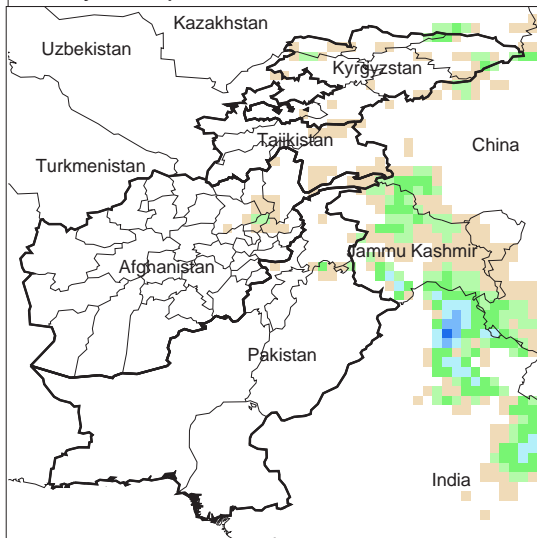 Kazakhstan
Uzbekistan
Kyrgyzstan
Tajikistan
China
Turkmenistan
Jammu Kashmir
Afghanistan
Pakistan
India